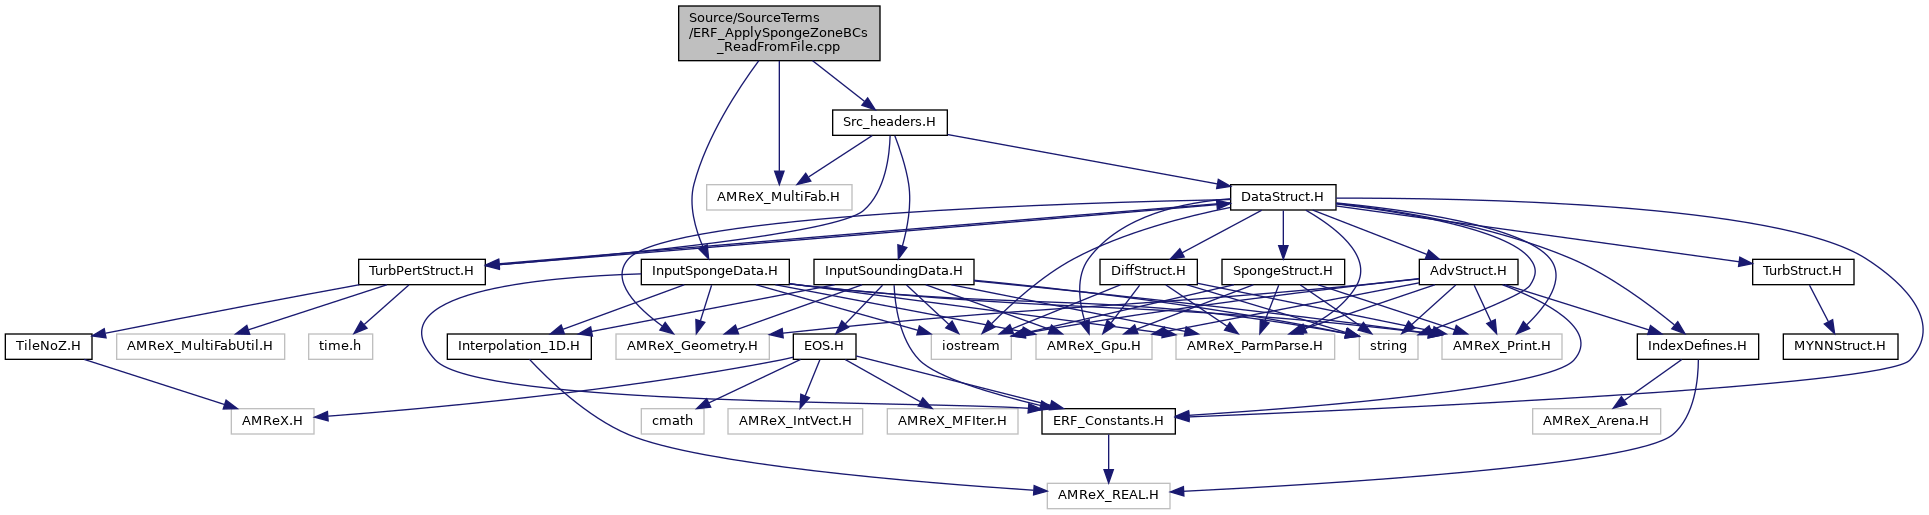 Source/SourceTerms
/ERF_ApplySpongeZoneBCs
_ReadFromFile.cpp
Src_headers.H
AMReX_MultiFab.H
DataStruct.H
TurbPertStruct.H
InputSpongeData.H
InputSoundingData.H
DiffStruct.H
SpongeStruct.H
AdvStruct.H
TurbStruct.H
TileNoZ.H
AMReX_MultiFabUtil.H
time.h
Interpolation_1D.H
AMReX_Geometry.H
EOS.H
iostream
AMReX_Gpu.H
AMReX_ParmParse.H
string
AMReX_Print.H
IndexDefines.H
MYNNStruct.H
AMReX.H
cmath
AMReX_IntVect.H
AMReX_MFIter.H
ERF_Constants.H
AMReX_Arena.H
AMReX_REAL.H